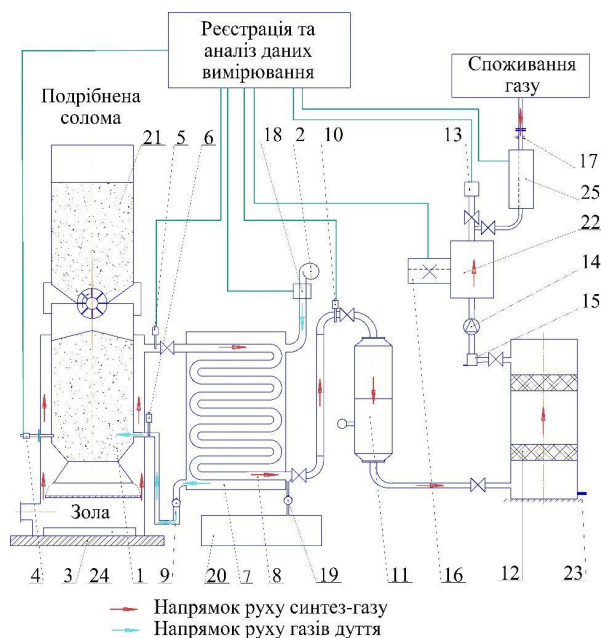 Реєстрація та
аналіз даних
вимірювання
Споживання
газу
Подрібнена
солома
21
5
6
18
2
10
13
17
25
22
14
15
Зола
4
3
24
1
9
20
7
8
19
11
16
12
23
Напрямок руху синтез-газу
Напрямок руху газів дуття